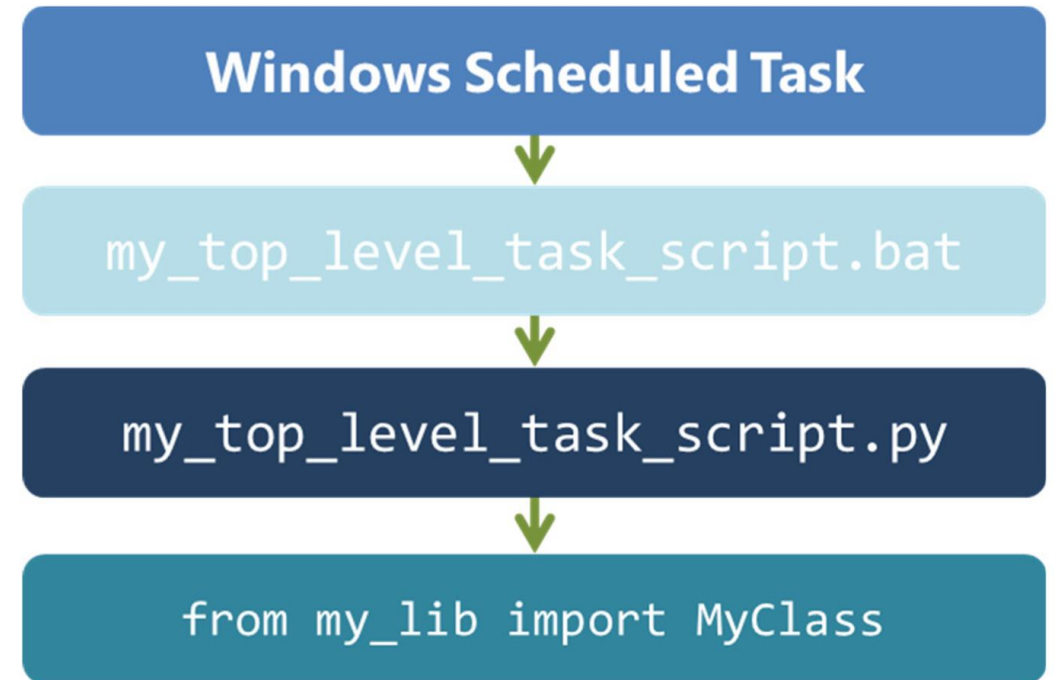 Windows Scheduled Task
my_top_level_task_script.bat
my_top_level_task_script.py
from my_lib import MyClass